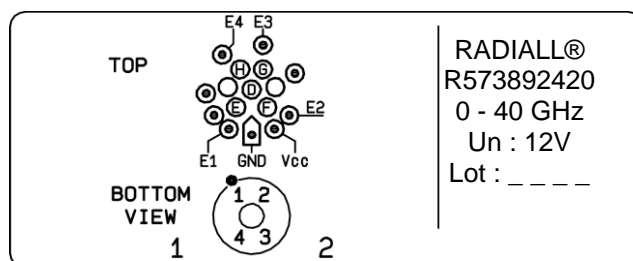 E4 E3
TOP
H G
D
E F
E2
E1 GND Vcc
BOTTOM
VIEW
1 2
4 3
1 2
RADIALL®
R573892420
0 - 40 GHz
Un : 12V
Lot : _ _ _ _